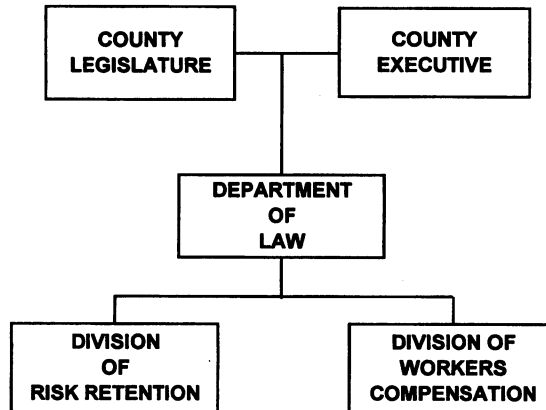 COUNTY
LEGISLATURE
COUNTY
EXECUTIVE
DEPARTMENT
OF
LAW
DIVISION
OF
RISK RETENTION
DIVISION OF
WORKERS
COMPENSATION